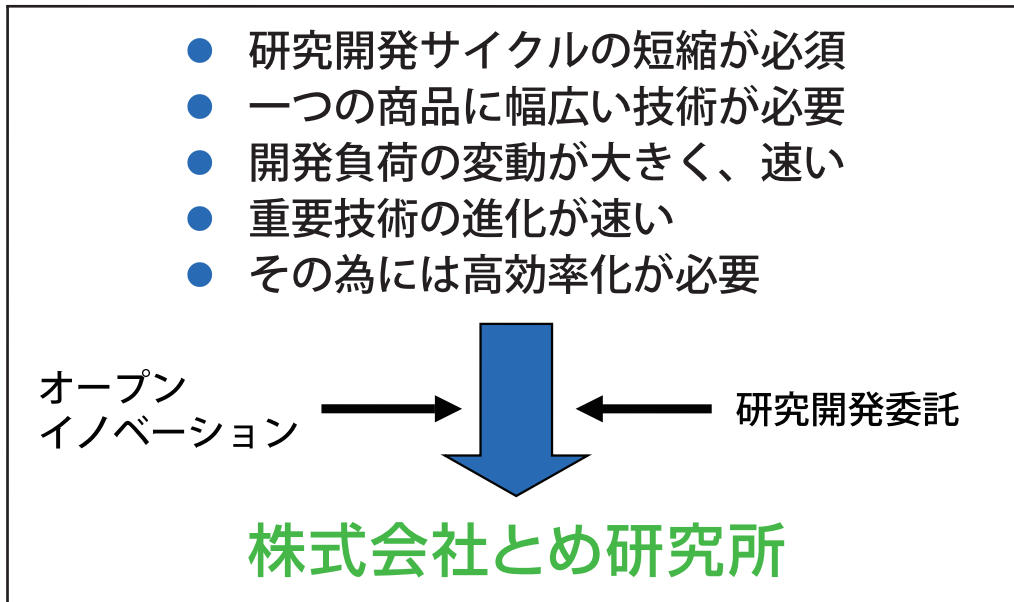 ● 研究開発サイクルの短縮が必須
● 一つの商品に幅広い技術が必要
● 開発負荷の変動が大きく、速い
● 重要技術の進化が速い
● その為には高効率化が必要
オープン
イノベーション
研究開発委託
株式会社とめ研究所